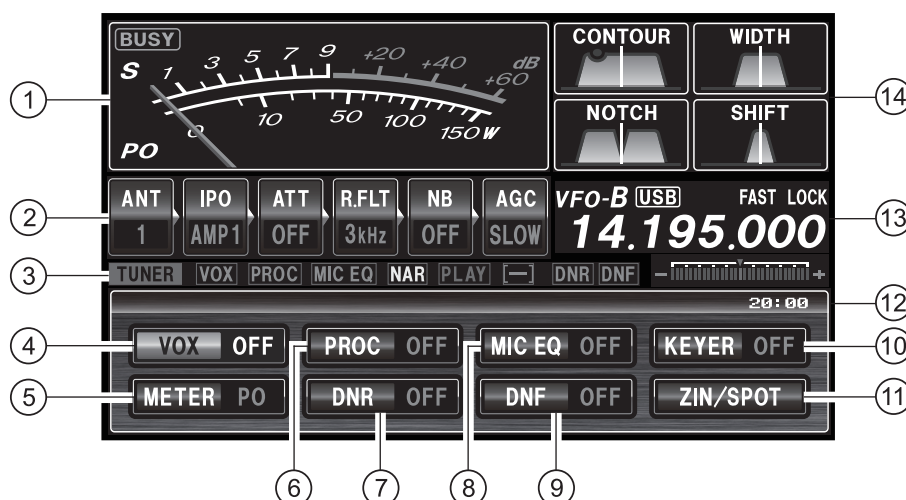 BUSY
S 1 3 5 7 9 +20 +40 +60 dB
0 10 50 100 150 W
PO
CONTOUR WIDTH
NOTCH SHIFT
ANT IPO ATT R.FLT NB AGC
1 AMP1 OFF 3kHz OFF SLOW
VFO-B USB FAST LOCK
14.195.000
TUNER VOX PROC MIC EQ NAR PLAY DNR DNF
- +
20:00
VOX OFF PROC OFF MIC EQ OFF KEYER OFF
METER PO DNR OFF DNF OFF ZIN/SPOT
1
2
3
4
5
6 7 8 9
10
11
12
13
14